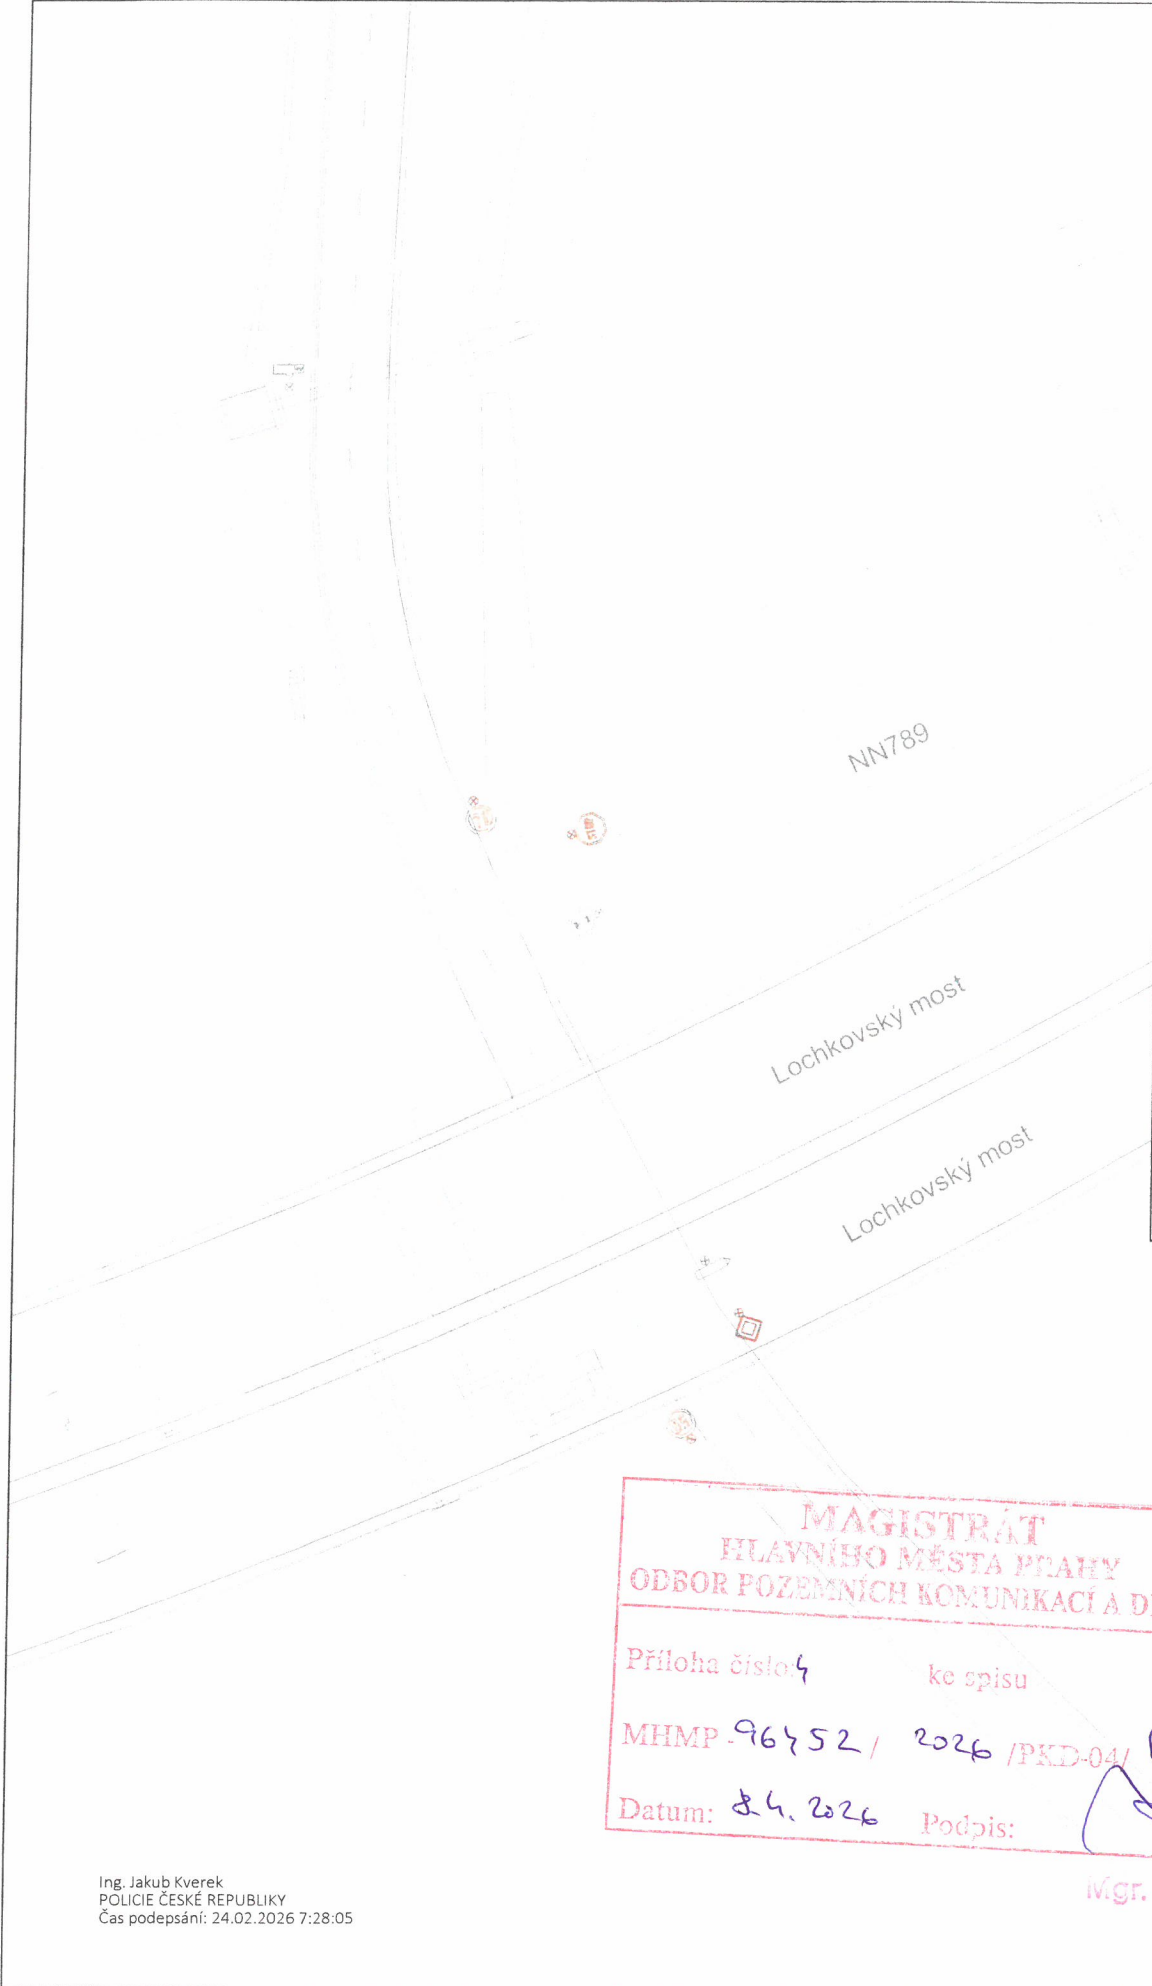 NN789
Lochkovský most
Lochkovský most
MAGISTRÁT
HLAVNÍHO MĚSTA PRAHY
ODBOR POZEMNÍCH KOMUNIKACÍ A
Příloha číslo: 4 ke spisu
MHMP - 96452 / 2026 /PKD-04/
Datum: 8.4. 2026 Podpis:
Mgr.
Ing. Jakub Kverek
POLICIE ČESKÉ REPUBLIKY
Čas podepsání: 24.02.2026 7:28:05